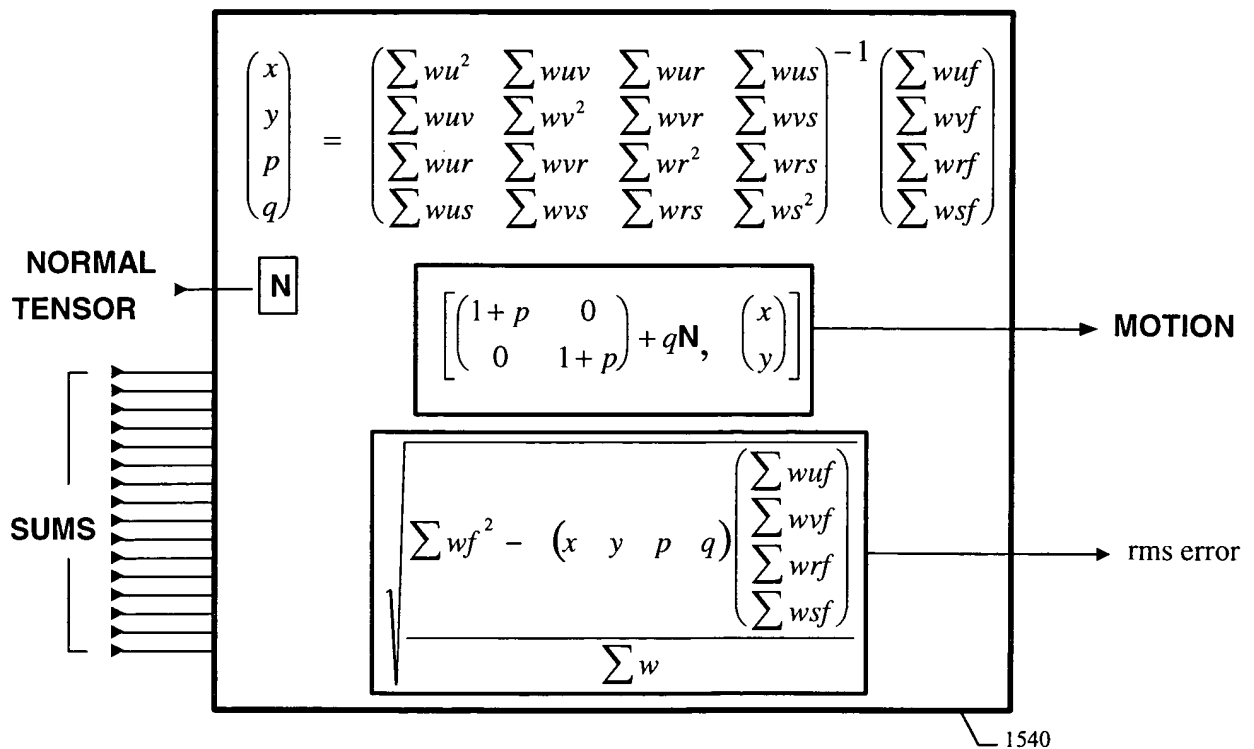 x = ∑wu² ∑wuv ∑wur ∑wus −1 ∑wuf
y ∑wuv ∑wv² ∑wvr ∑wvs ∑wvf
p ∑wur ∑wvr ∑wr² ∑wrs ∑wrf
q ∑wus ∑wvs ∑wrs ∑ws² ∑wsf
NORMAL
TENSOR
N
[(1 + p 0
0 1 + p) + qN, (x
y)]
MOTION
SUMS
√ ∑wf² − (x y p q) (∑wuf
∑wvf
∑wrf
∑wsf)
∑w
rms error
1540